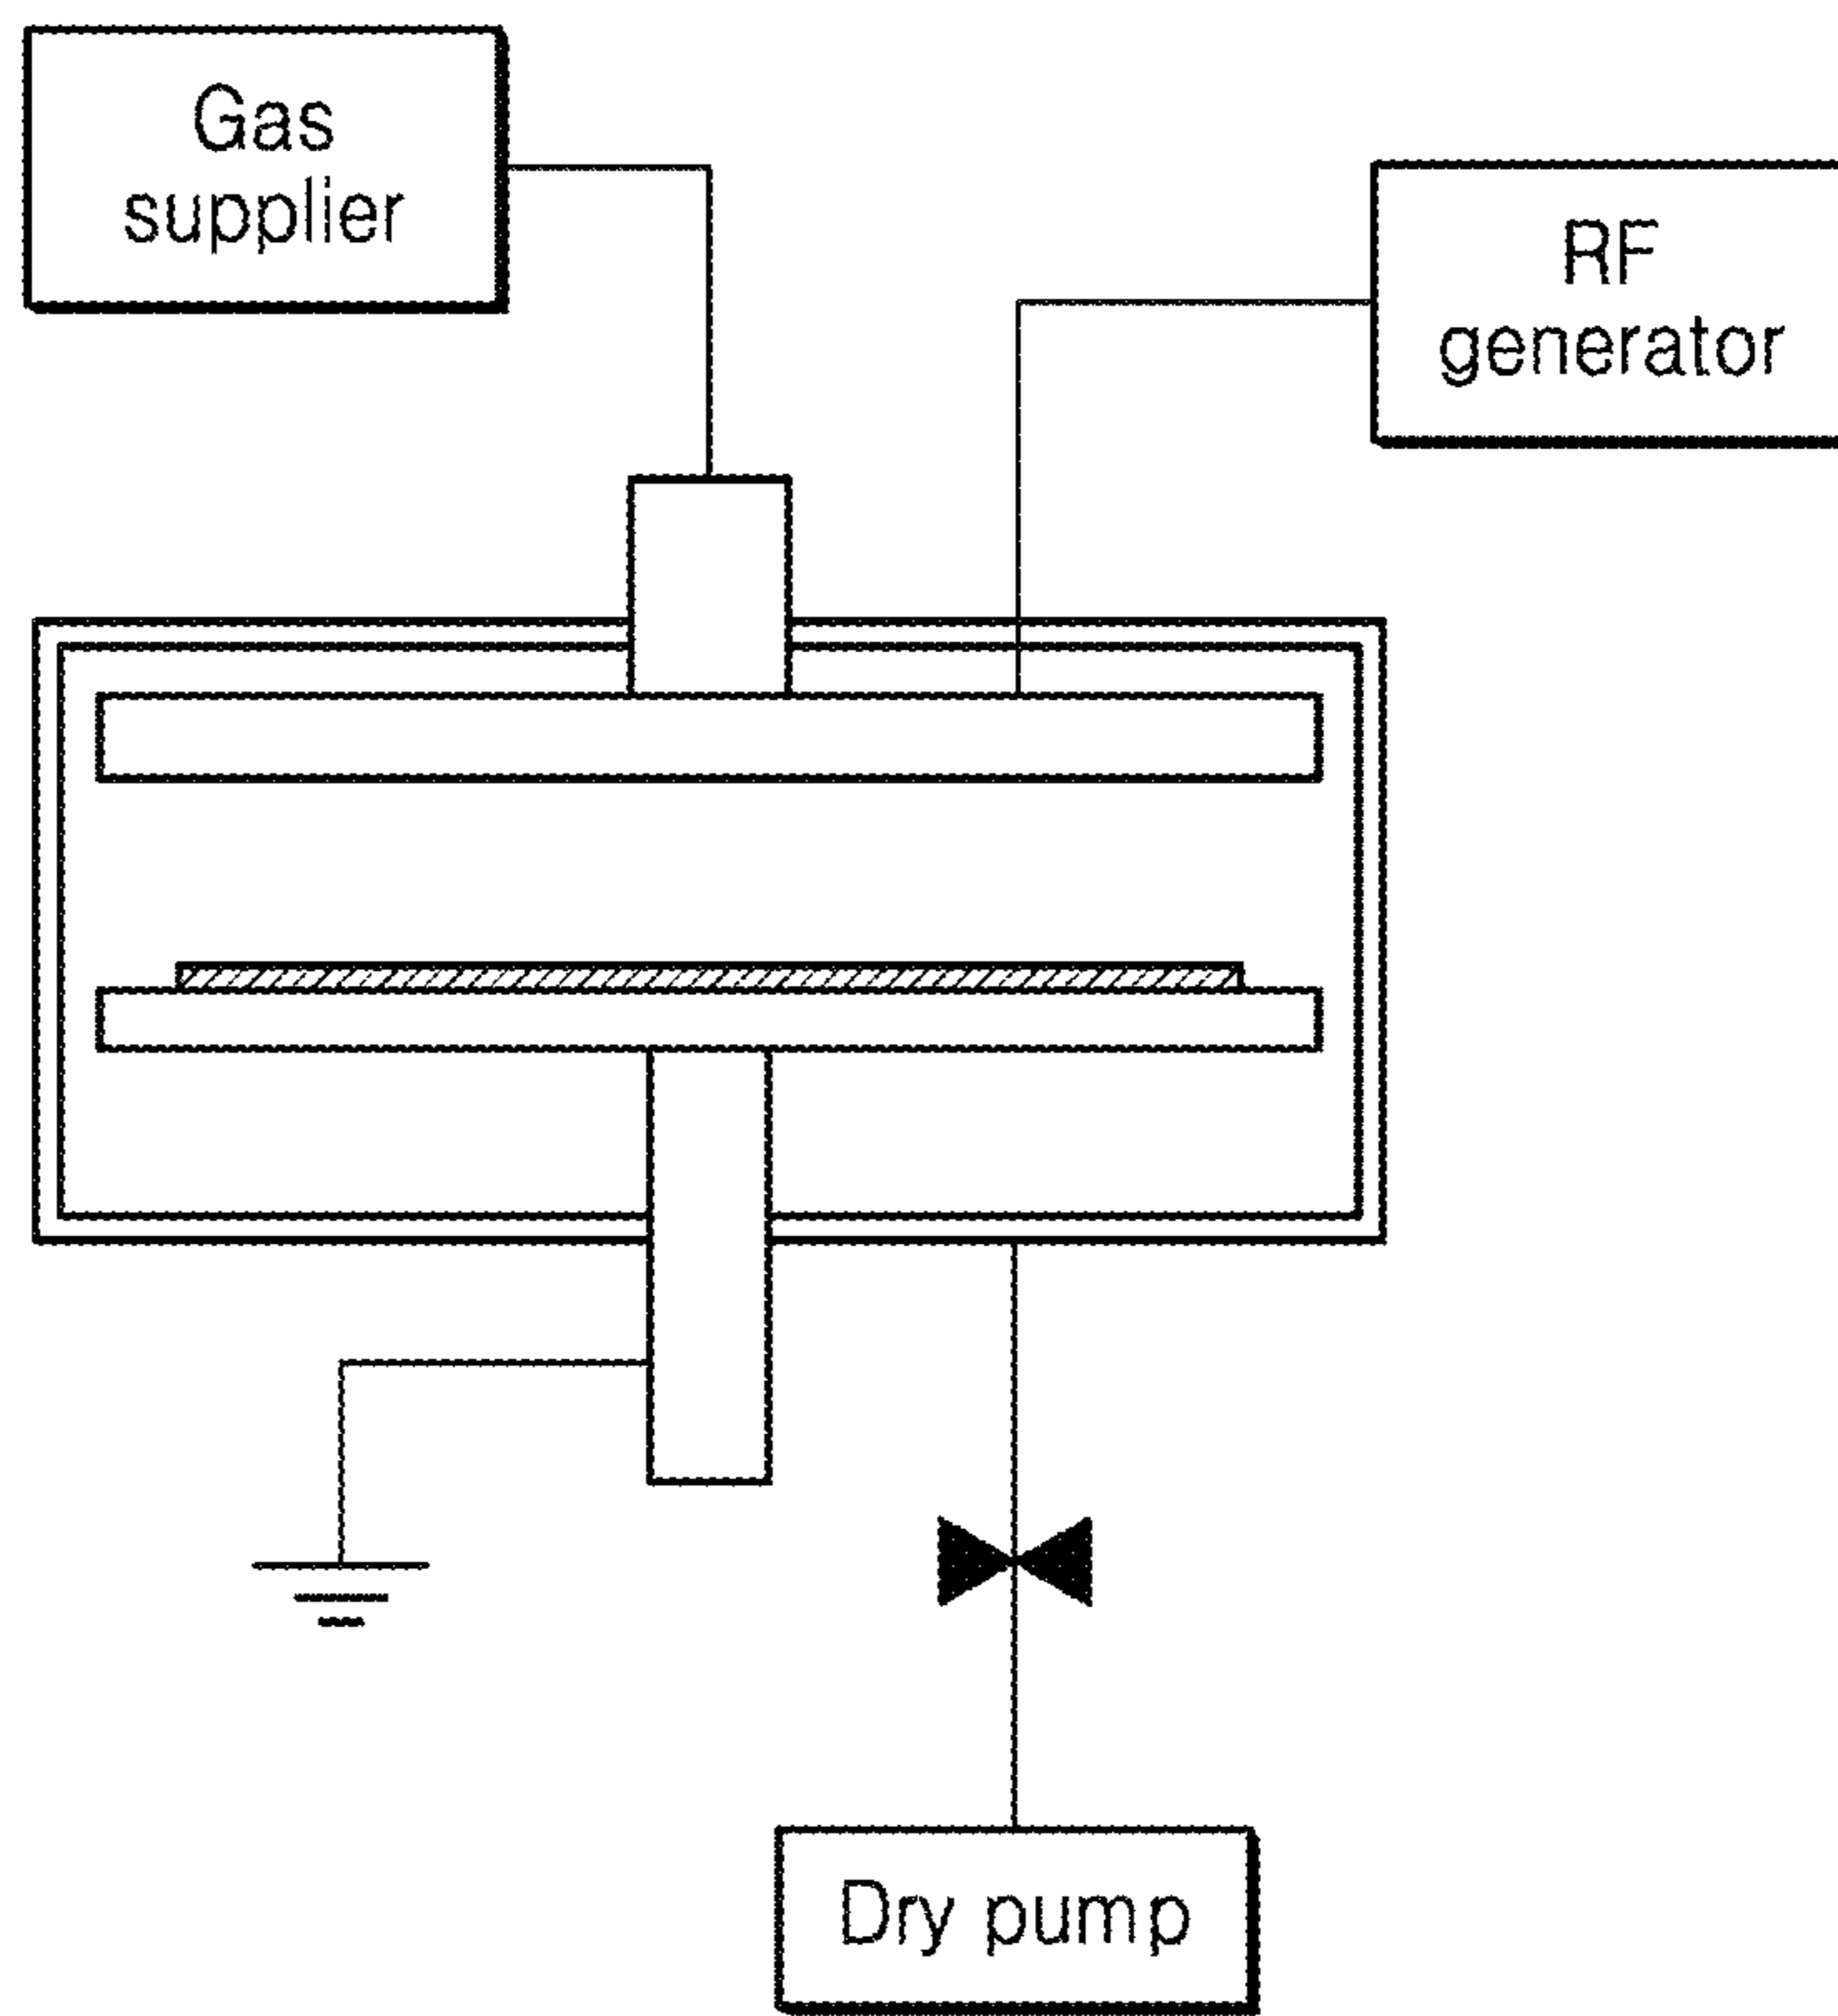 Gas
supplier
RF
generator
Dry pump